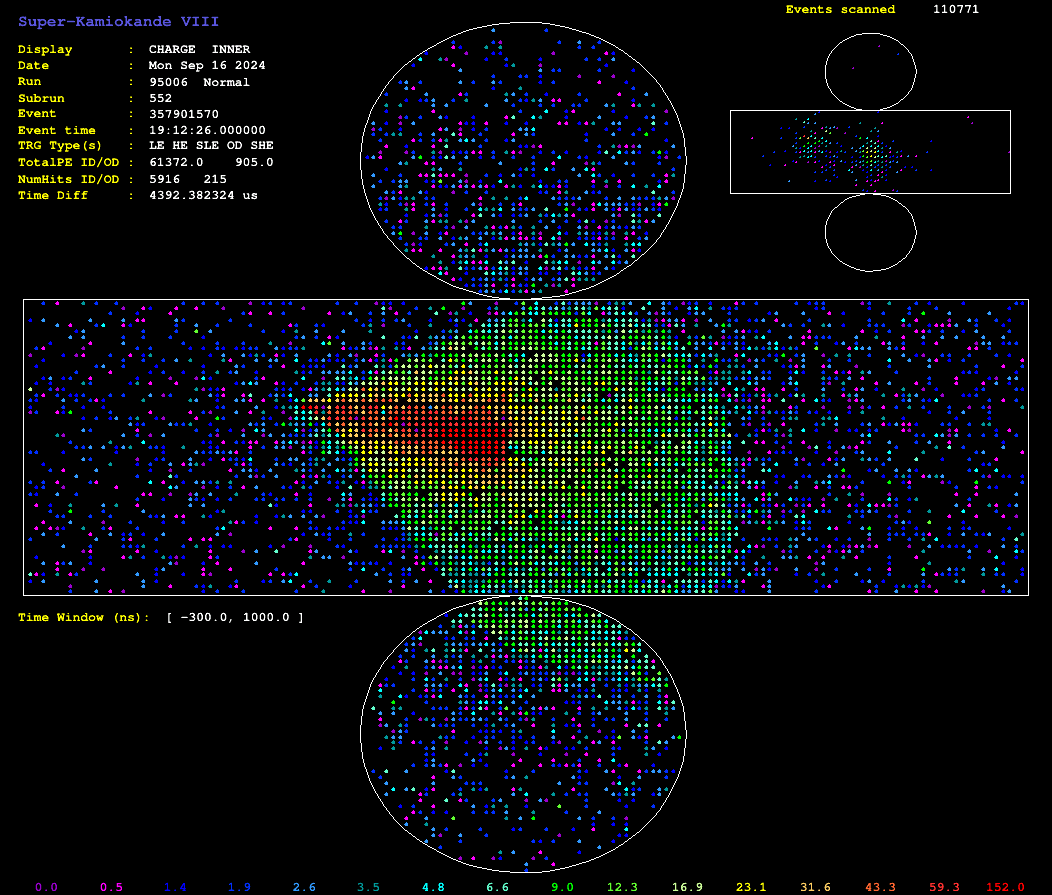 Super-Kamiokande VIII
Events scanned 110771
Display : CHARGE INNER
Date : Mon Sep 16 2024
Run : 95006 Normal
Subrun : 552
Event : 357901570
Event time : 19:12:26.000000
TRG Type(s) : LE HE SLE OD SHE
TotalPE ID/OD : 61372.0 905.0
NumHits ID/OD : 5916 215
Time Diff : 4392.382324 us
Time Window (ns): [ -300.0, 1000.0 ]
0.0 0.5 1.4 1.9 2.6 3.5 4.8 6.6 9.0 12.3 16.9 23.1 31.6 43.3 59.3 152.0